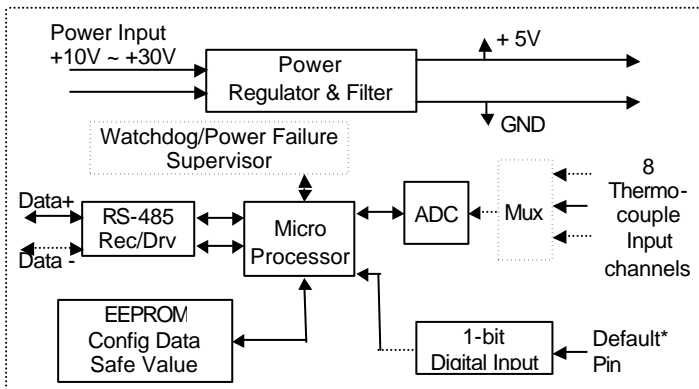 Power Input
+10V ~ +30V
Power
Regulator & Filter
+ 5V
GND
Watchdog/Power Failure
Supervisor
Data+
Data -
RS-485
Rec/Drv
Micro
Processor
ADC
Mux
8
Thermo-
couple
Input
channels
EEPROM
Config Data
Safe Value
1-bit
Digital Input
Default*
Pin